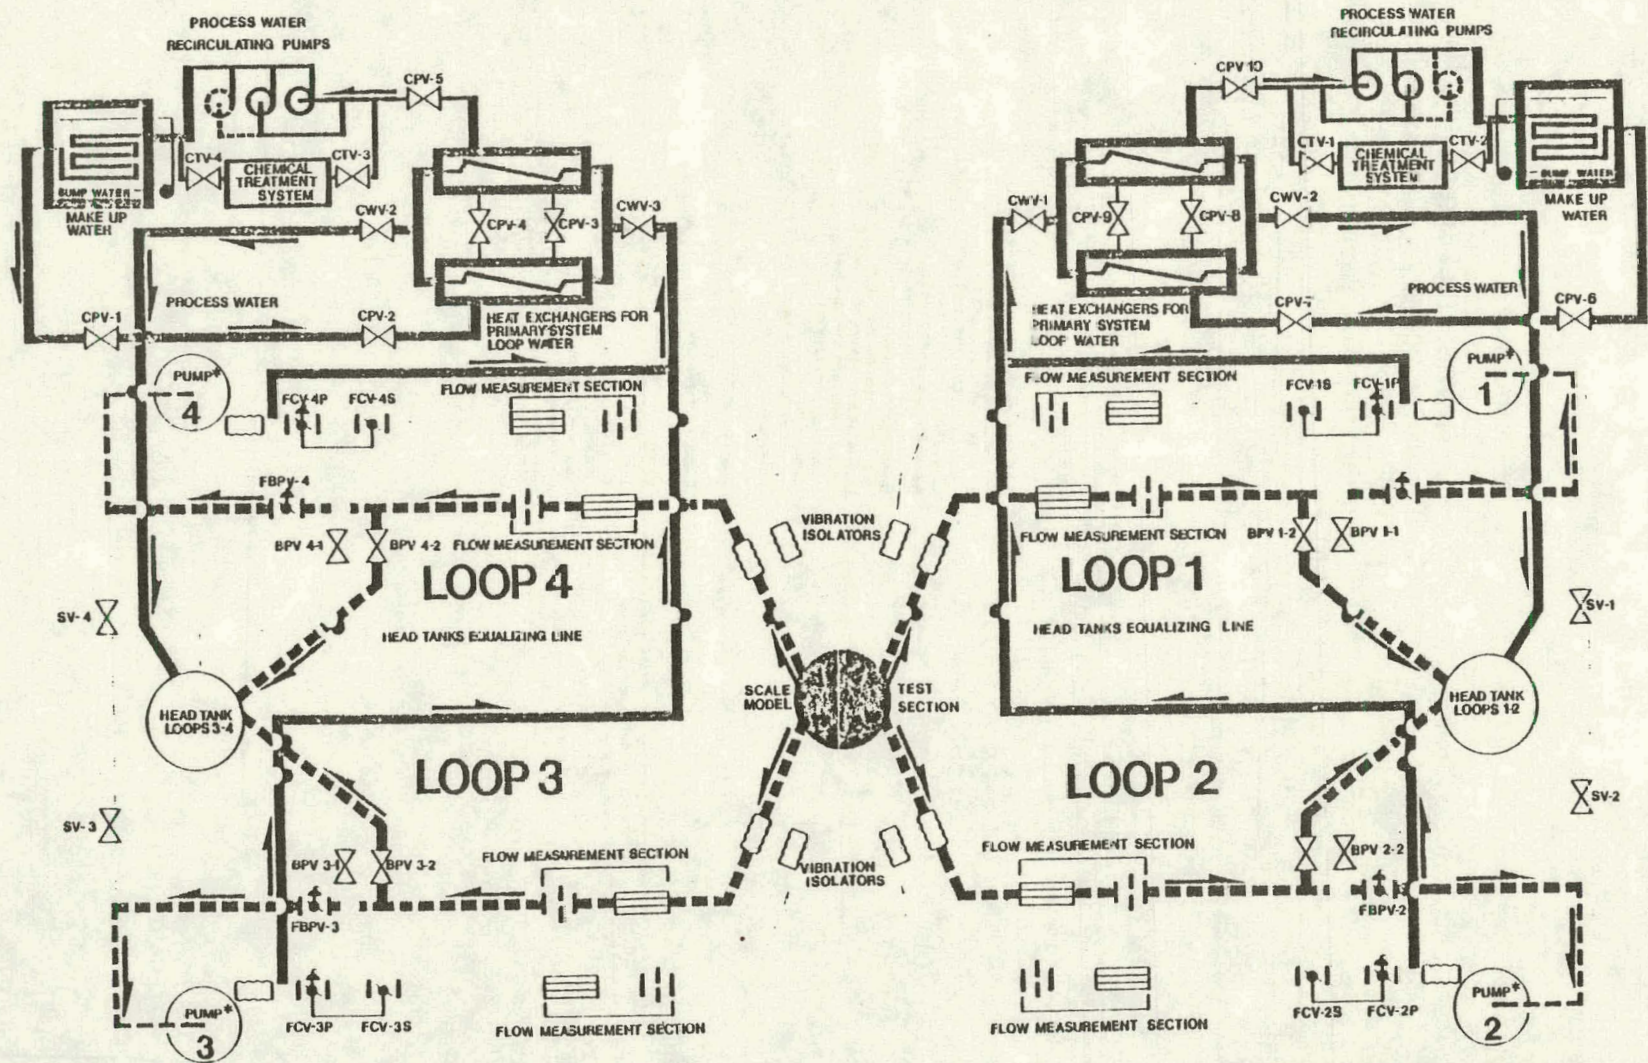 PROCESS WATER
RECIRCULATING PUMPS
CPV-5
CTV-4
CHEMICAL
TREATMENT
SYSTEM
CTV-3
MAKE UP
WATER
CWV-2
CPV-4
CPV-3
CWV-3
PROCESS WATER
CPV-1
CPV-2
HEAT EXCHANGERS FOR
PRIMARY SYSTEM
LOOP WATER
PUMP*
4
FLOW MEASUREMENT SECTION
FCV-4P
FCV-4S
FBPV-4
BPV 4-1
BPV 4-2
FLOW MEASUREMENT SECTION
LOOP 4
SV-4
HEAD TANKS EQUALIZING LINE
HEAD TANK
LOOPS 3-4
LOOP 3
SV-3
BPV 3-1
BPV 3-2
FLOW MEASUREMENT SECTION
FBPV-3
PUMP*
3
FCV-3P
FCV-3S
FLOW MEASUREMENT SECTION
VIBRATION
ISOLATORS
SCALE
MODEL
TEST
SECTION
VIBRATION
ISOLATORS
PROCESS WATER
RECIRCULATING PUMPS
CPV 10
CTV-1
CHEMICAL
TREATMENT
SYSTEM
CTV-2
MAKE UP
WATER
CWV-1
CPV-9
CPV-8
CWV-2
PROCESS WATER
CPV-7
CPV-6
HEAT EXCHANGERS FOR
PRIMARY SYSTEM
LOOP WATER
FLOW MEASUREMENT SECTION
FCV-1S
FCV-1P
PUMP*
1
FLOW MEASUREMENT SECTION
BPV 1-2
BPV 1-1
LOOP 1
SV-1
HEAD TANKS EQUALIZING LINE
HEAD TANK
LOOPS 1-2
LOOP 2
SV-2
FLOW MEASUREMENT SECTION
BPV 2-2
FBPV-2
FLOW MEASUREMENT SECTION
FCV-2S
FCV-2P
PUMP*
2